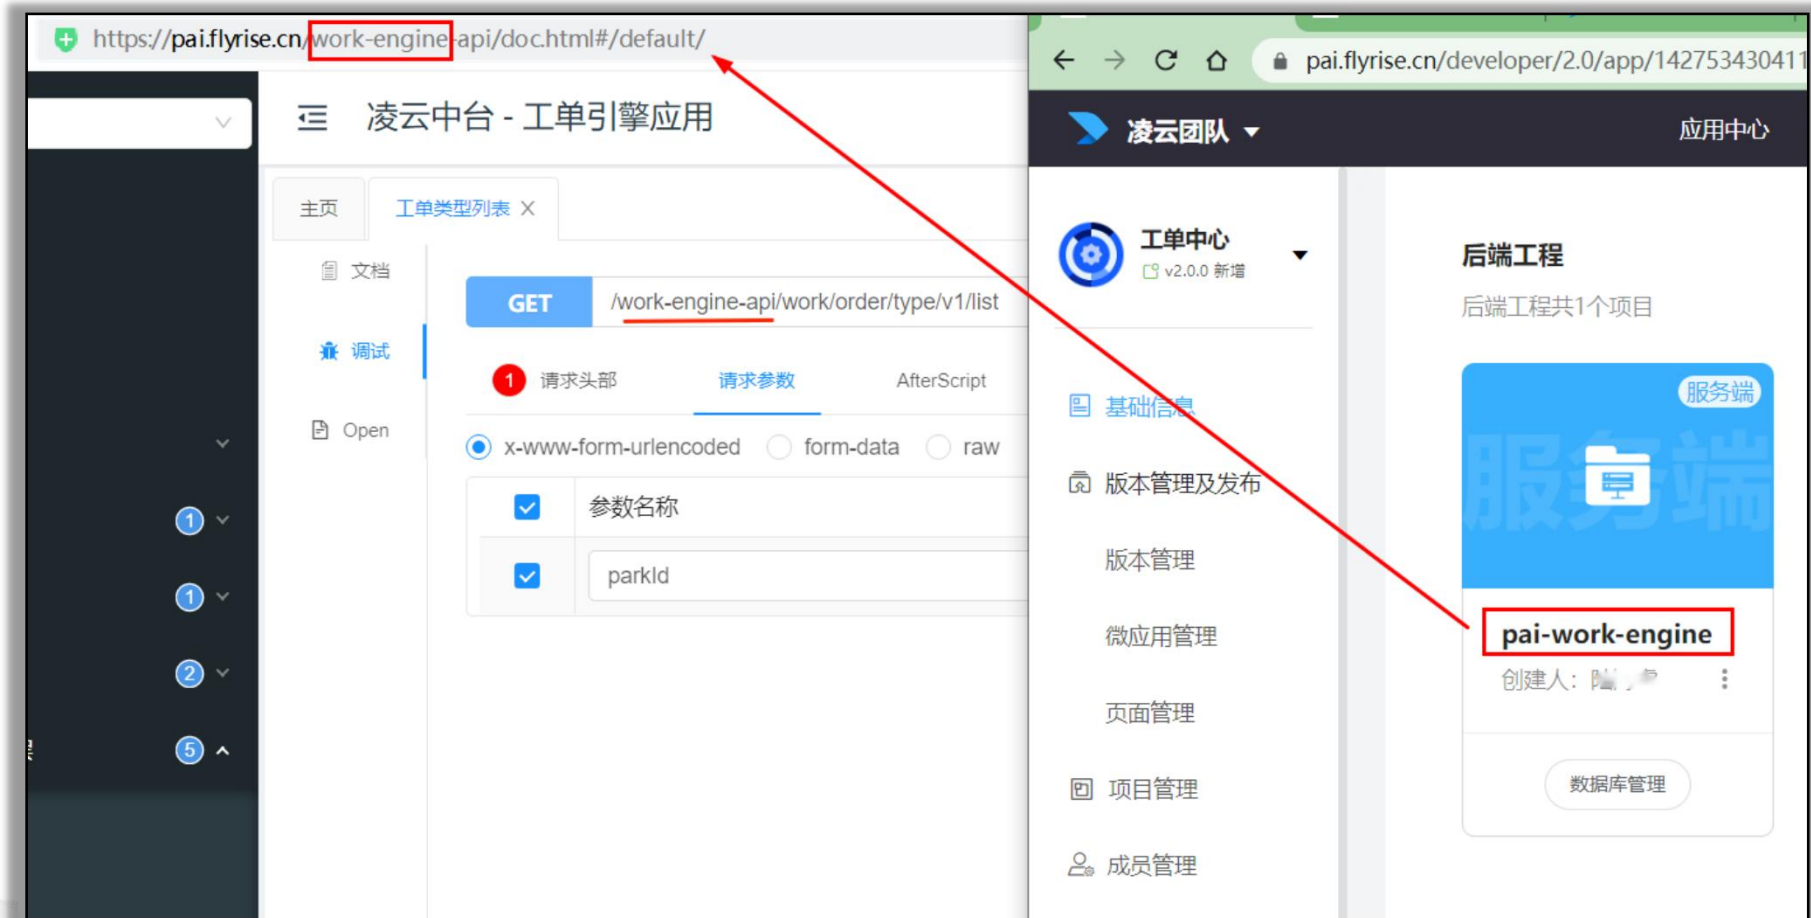 https://pai.flyrise.cn/work-engine-api/doc.html#/default/
凌云中台 - 工单引擎应用
主页
工单类型列表 X
文档
调试
Open
GET
/work-engine-api/work/order/type/v1/list
1 请求头部
请求参数
AfterScript
x-www-form-urlencoded
form-data
raw
参数名称
parkId
1
1
2
5
pai.flyrise.cn/developer/2.0/app/142753430411
凌云团队
应用中心
工单中心
v2.0.0 新增
基础信息
版本管理及发布
版本管理
微应用管理
页面管理
项目管理
成员管理
后端工程
后端工程共1个项目
服务端
服务端
pai-work-engine
创建人：
数据库管理